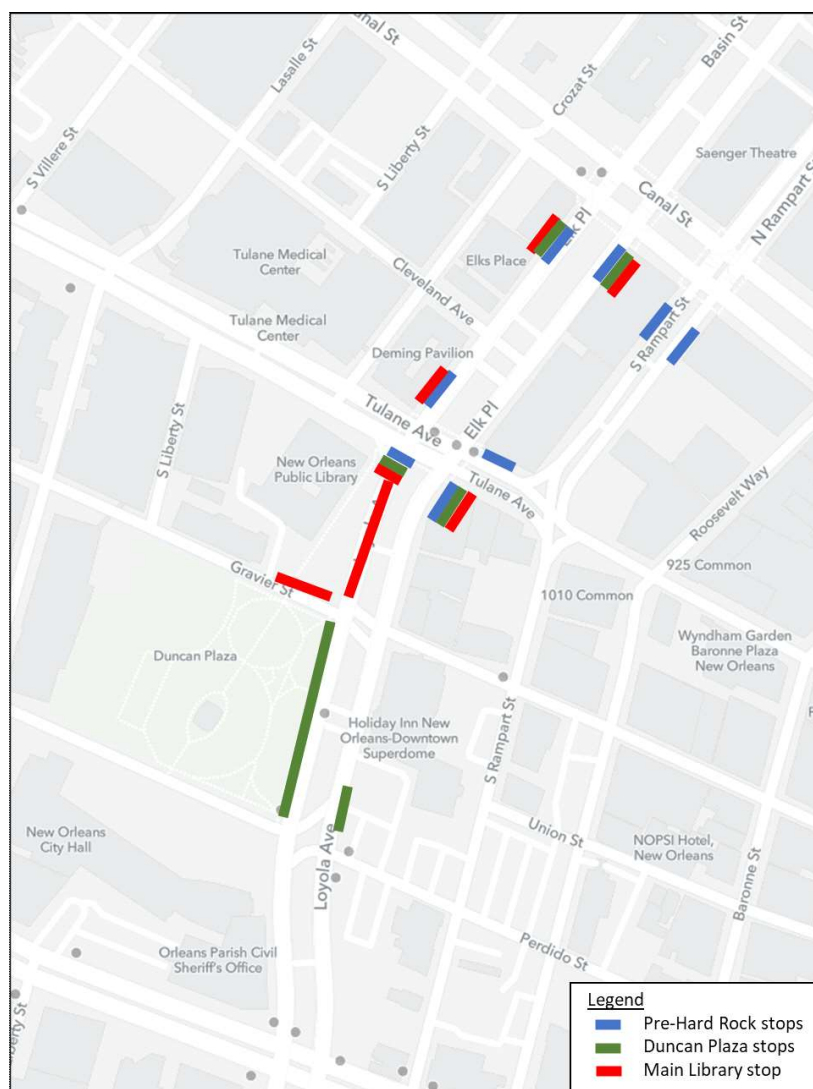 Canal St
Basin St
Lasalle St
Crozat St
S Villere St
S Liberty St
Saenger Theatre
Canal St
N Rampart St
Elk Pl
Tulane Medical
Center
Elks Place
Cleveland Ave
Tulane Medical
Center
S Rampart St
Deming Pavilion
Tulane Ave
Elk Pl
S Liberty St
New Orleans
Public Library
Tulane Ave
Roosevelt Way
Gravier St
925 Common
1010 Common
Duncan Plaza
Wyndham Garden
Baronne Plaza
New Orleans
Holiday Inn New
Orleans-Downtown
Superdome
S Rampart St
New Orleans
City Hall
Loyola Ave
Union St
NOPSI Hotel,
New Orleans
Baronne St
Perdido St
Orleans Parish Civil
Sheriff's Office
Liberty St
Legend
Pre-Hard Rock stops
Duncan Plaza stops
Main Library stop